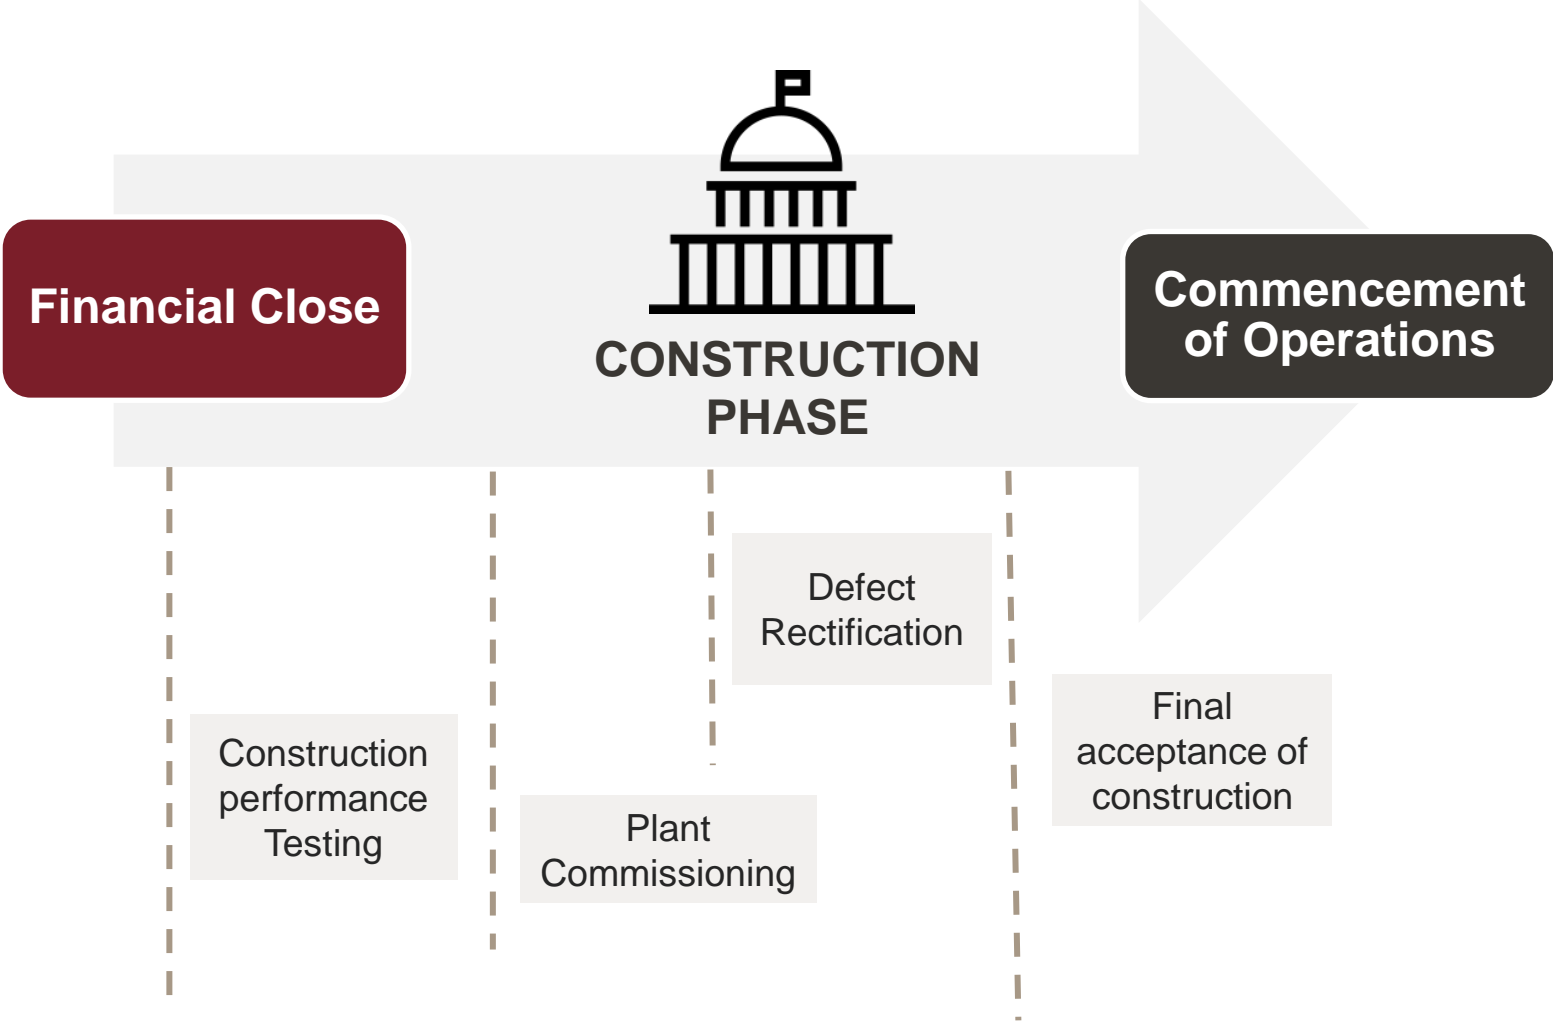 Financial Close
CONSTRUCTION
PHASE
Commencement
of Operations
Construction
performance
Testing
Plant
Commissioning
Defect
Rectification
Final
acceptance of
construction